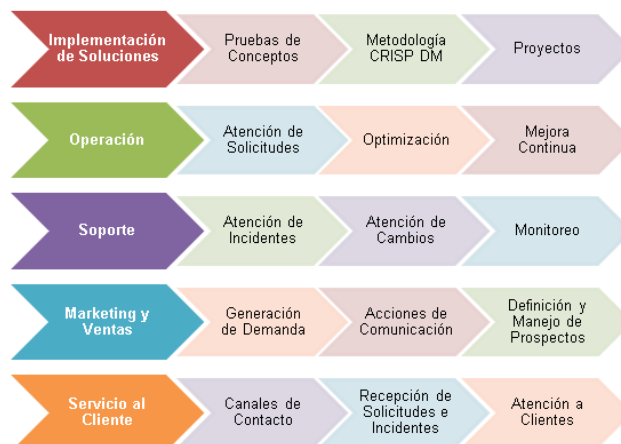 Implementación
de Soluciones
Pruebas de
Conceptos
Metodología
CRISP DM
Proyectos
Operación
Atención de
Solicitudes
Optimización
Mejora
Continua
Soporte
Atención de
Incidentes
Atención de
Cambios
Monitoreo
Marketing y
Ventas
Generación
de Demanda
Acciones de
Comunicación
Definición y
Manejo de
Prospectos
Servicio al
Cliente
Canales de
Contacto
Recepción de
Solicitudes e
Incidentes
Atención a
Clientes